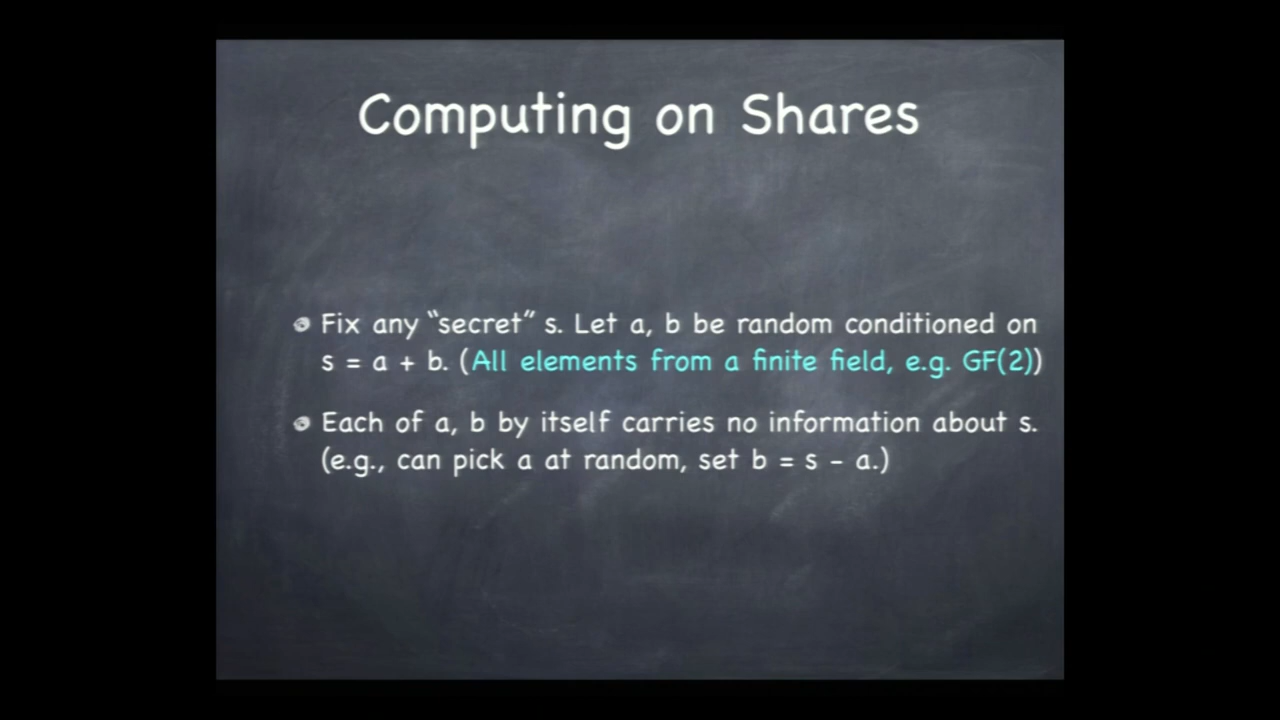 Computing on Shares
Fix any “secret” s. Let a, b be random conditioned on
s = a + b. (All elements from a finite field, e.g. GF(2))
Each of a, b by itself carries no information about s.
(e.g., can pick a at random, set b = s - a.)